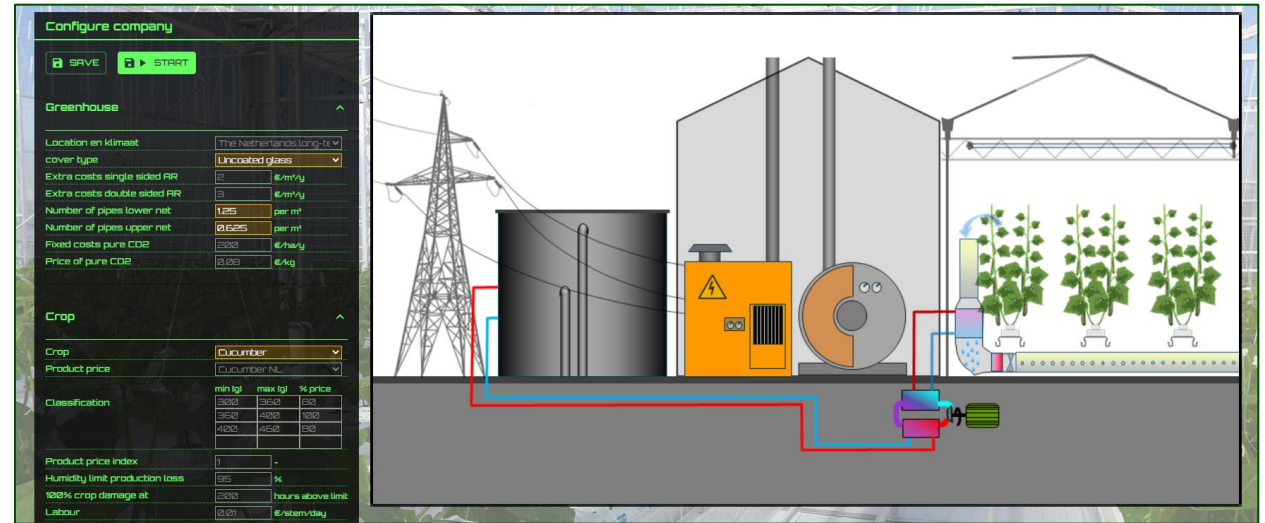 Configure company
SAVE START
Greenhouse
Location en klimaat The Netherlands long-te
cover type Uncoated glass
Extra costs single sided AR 2 €/m²/y
Extra costs double sided AR 3 €/m²/y
Number of pipes lower net 1.25 per m²
Number of pipes upper net 0.625 per m²
Fixed costs pure CO2 200 €/ha/y
Price of pure CO2 0.08 €/kg
Crop
Crop Cucumber
Product price Cucumber NL
min [g] max [g] % price
Classification
300 360 80
360 400 100
400 460 80
Product price index 1 -
Humidity limit production loss 95 %
100% crop damage at 200 hours above limit
Labour 0.01 €/stem/day